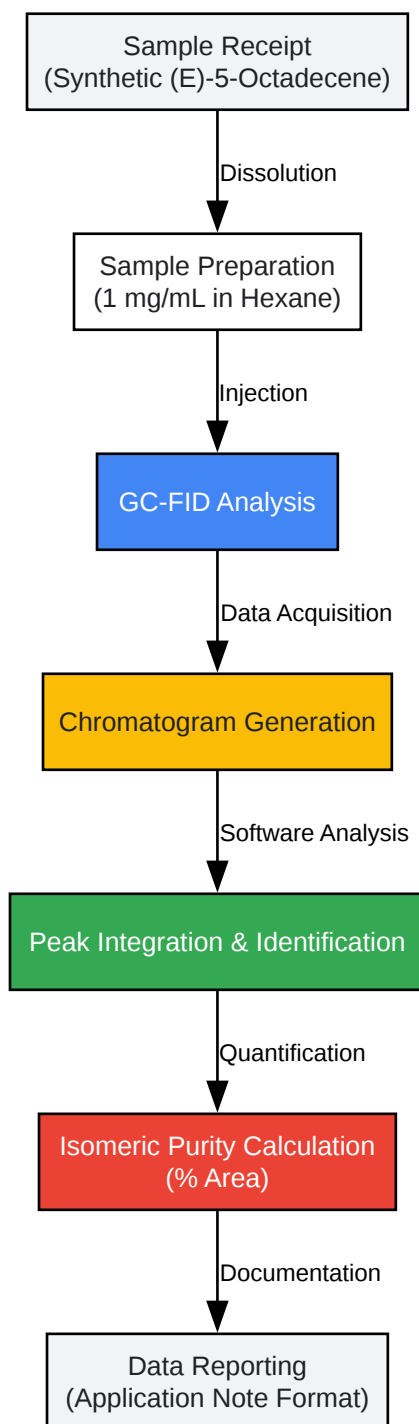 Sample Receipt
(Synthetic (E)-5-Octadecene)
Dissolution
Sample Preparation
(1 mg/mL in Hexane)
Injection
GC-FID Analysis
Data Acquisition
Chromatogram Generation
Software Analysis
Peak Integration & Identification
Quantification
Isomeric Purity Calculation
(% Area)
Documentation
Data Reporting
(Application Note Format)